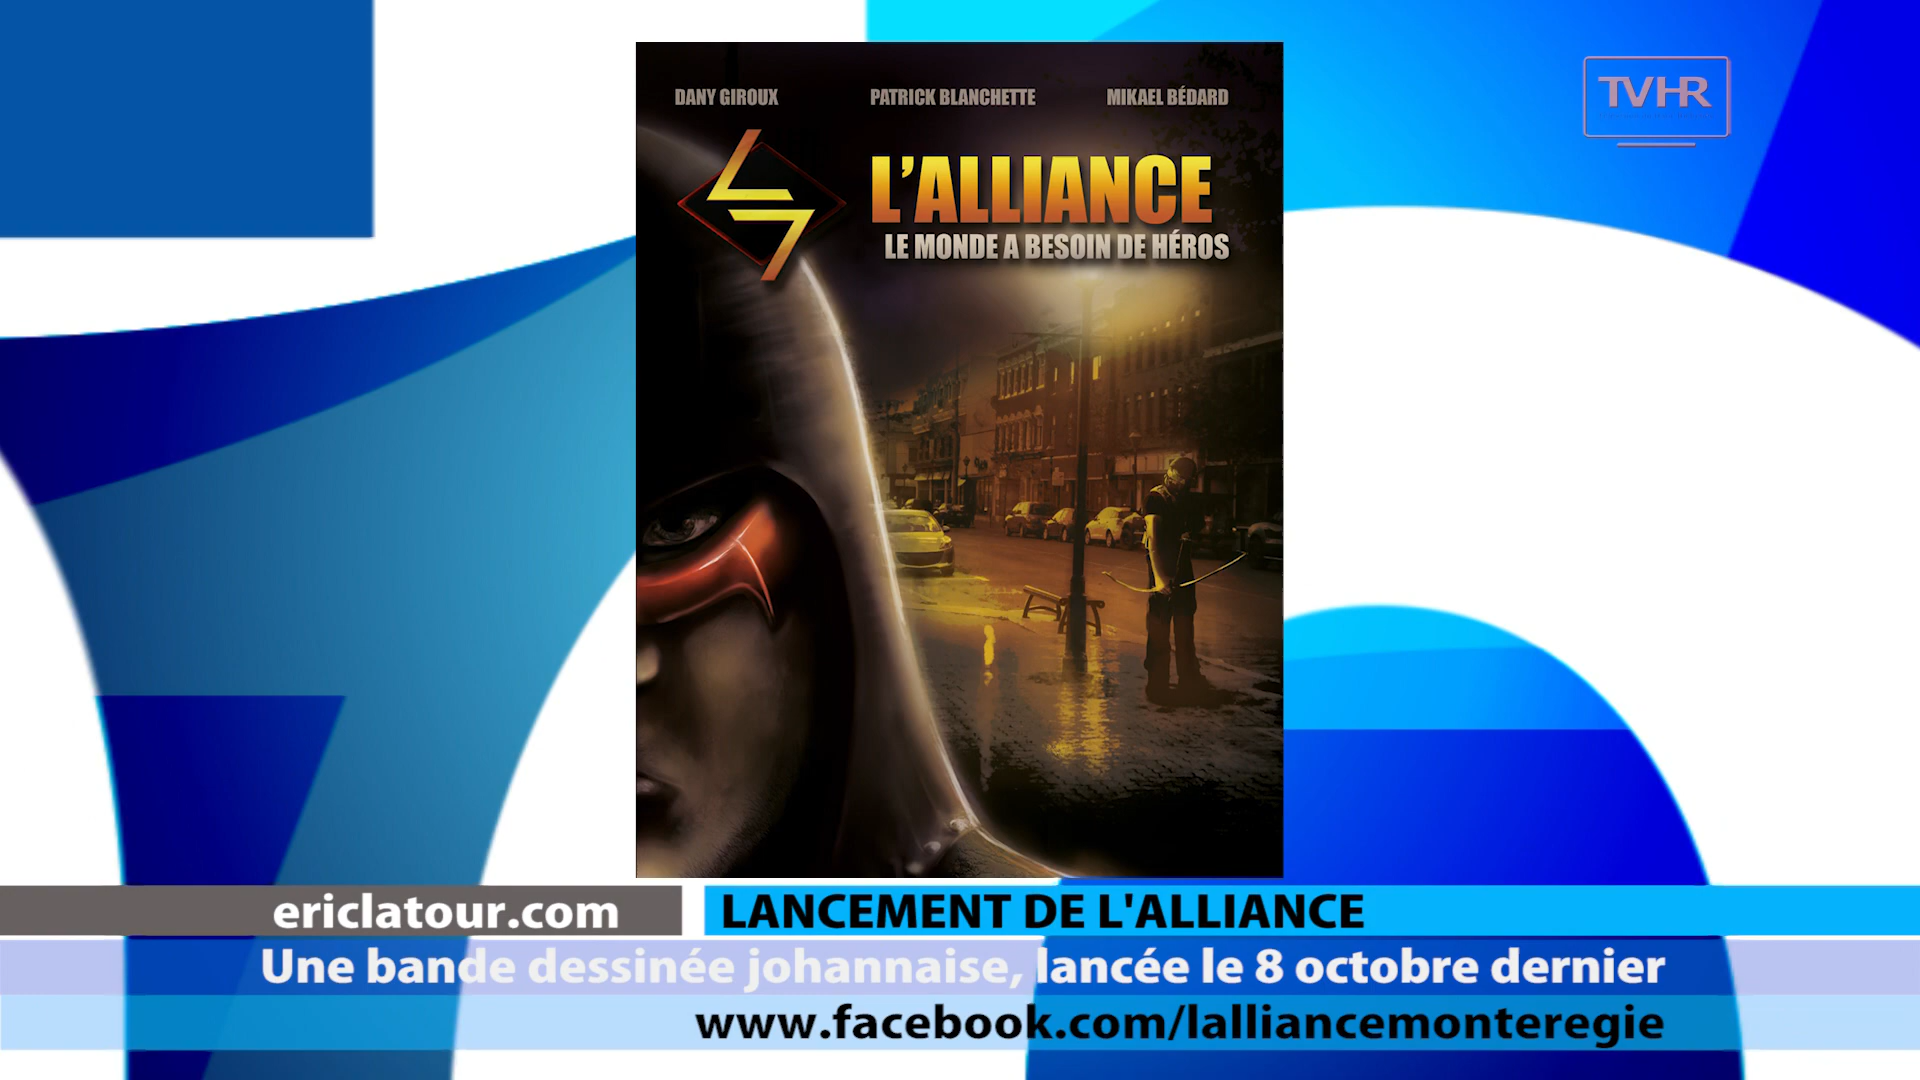 DANY GIROUX PATRICK BLANCHETTE MIKAEL BÉDARD
L'ALLIANCE
LE MONDE A BESOIN DE HÉROS
TVHR
ericlatour.com LANCEMENT DE L'ALLIANCE
Une bande dessinée johannaise, lancée le 8 octobre dernier
www.facebook.com/lalliancemonteregie